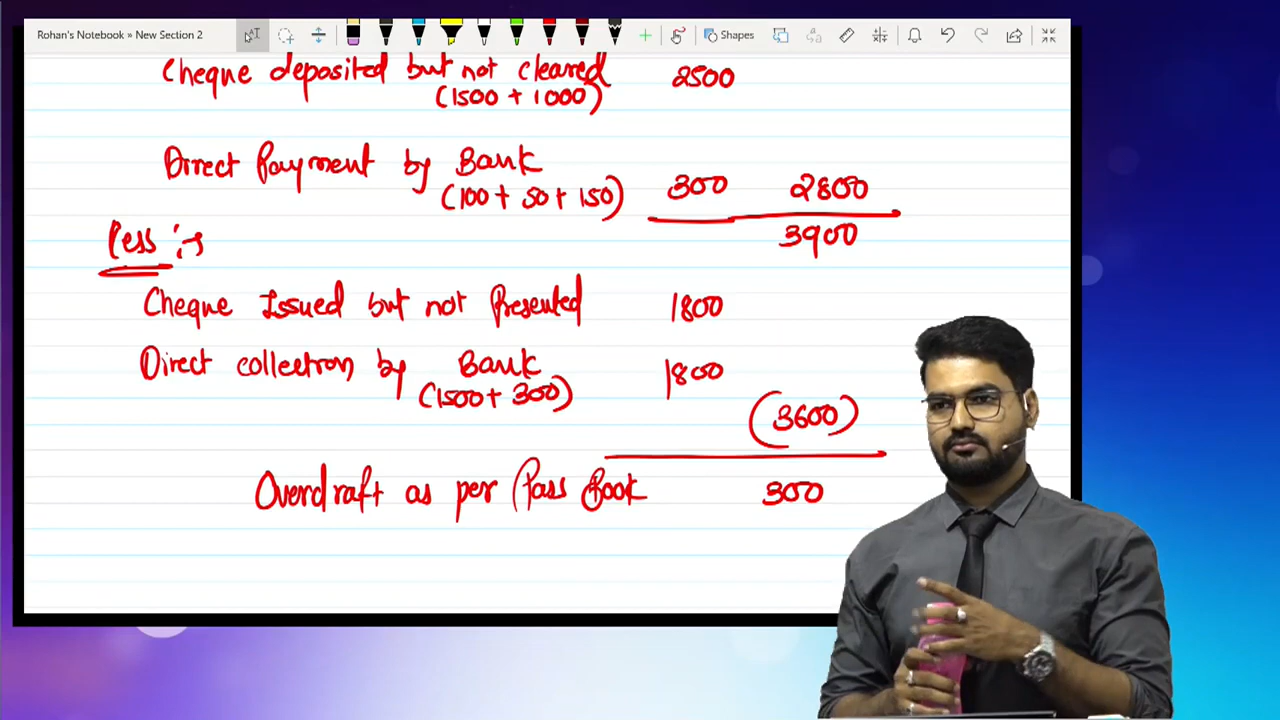 Rohan's Notebook » New Section 2
Shapes
Cheque deposited but not cleared 2500
(1500 + 1000)
Direct Payment by Bank
(100 + 50 + 150) 300 2800
3900
Less :-
Cheque Issued but not Presented 1800
Direct collection by Bank 1800
(1500 + 300)
(3600)
Overdraft as per Pass Book 300